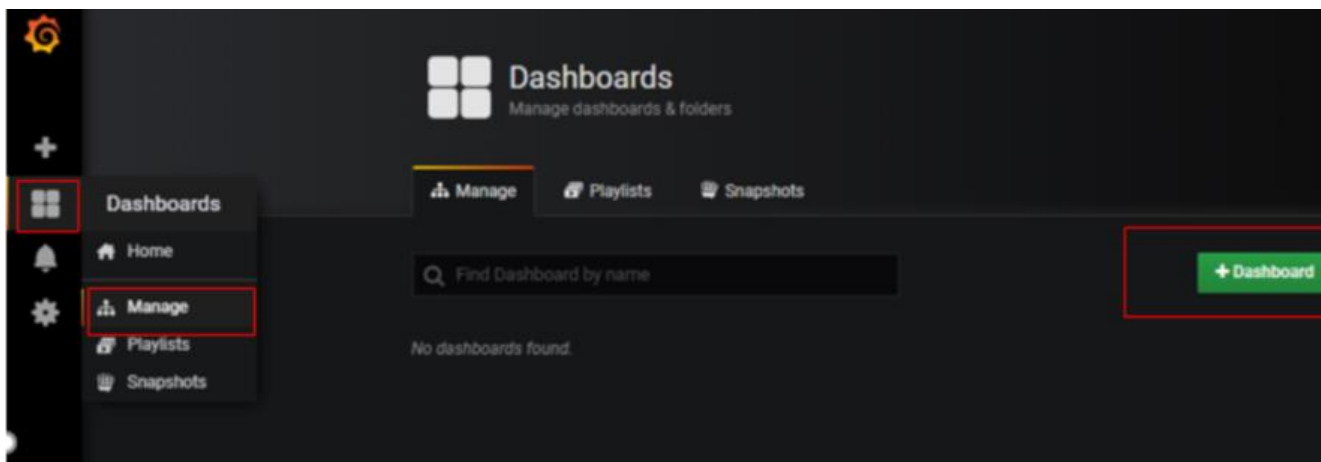 Dashboards
Manage dashboards & folders
Manage Playlists Snapshots
Dashboards
Home
Find Dashboard by name
+ Dashboard
Manage
Playlists
No dashboards found.
Snapshots